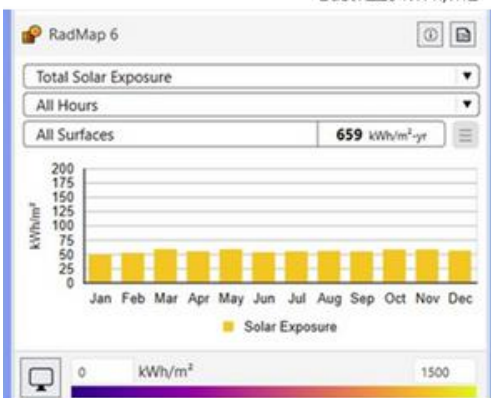 RadMap 6
Total Solar Exposure
All Hours
All Surfaces 659 kWh/m²-yr
200
175
150
125
100
75
50
25
0
kWh/m²
Jan Feb Mar Apr May Jun Jul Aug Sep Oct Nov Dec
Solar Exposure
0 kWh/m² 1500